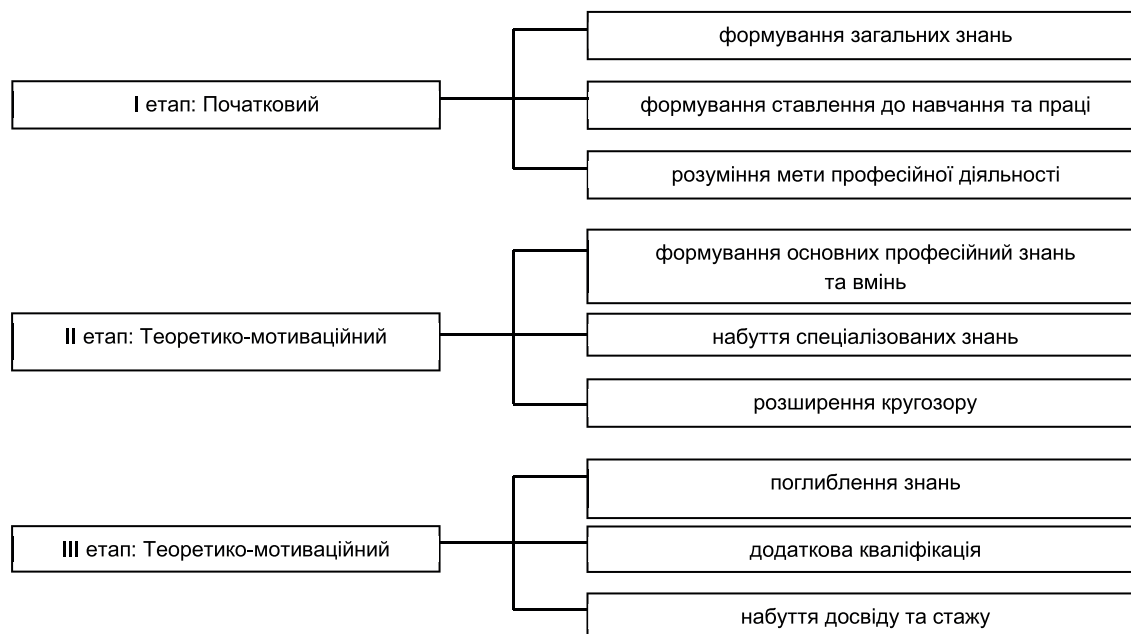 I етап: Початковий
формування загальних знань
формування ставлення до навчання та праці
розуміння мети професійної діяльності
II етап: Теоретико-мотиваційний
формування основних професійний знань
та вмінь
набуття спеціалізованих знань
розширення кругозору
III етап: Теоретико-мотиваційний
поглиблення знань
додаткова кваліфікація
набуття досвіду та стажу